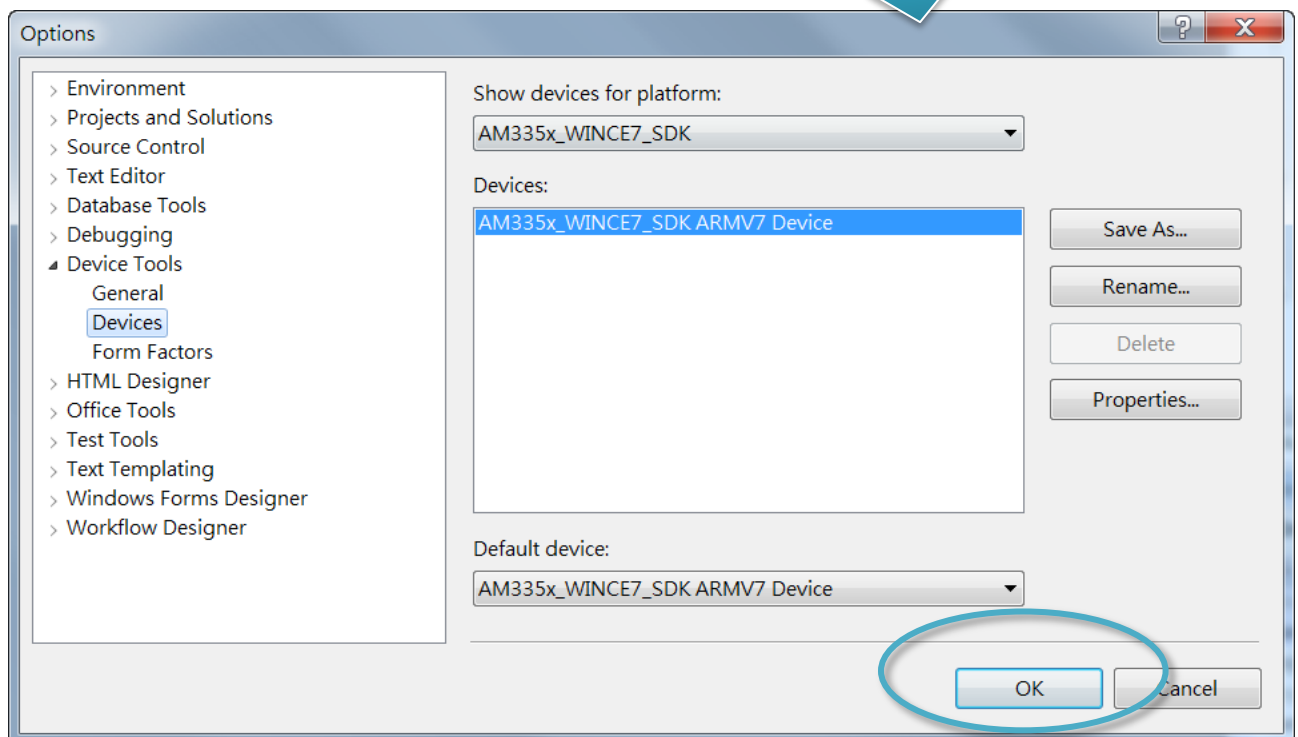 Options
Environment
Projects and Solutions
Source Control
Text Editor
Database Tools
Debugging
Device Tools
General
Devices
Form Factors
HTML Designer
Office Tools
Test Tools
Text Templating
Windows Forms Designer
Workflow Designer
Show devices for platform:
AM335x_WINCE7_SDK
Devices:
AM335x_WINCE7_SDK ARMV7 Device
Save As...
Rename...
Delete
Properties...
Default device:
AM335x_WINCE7_SDK ARMV7 Device
OK
Cancel